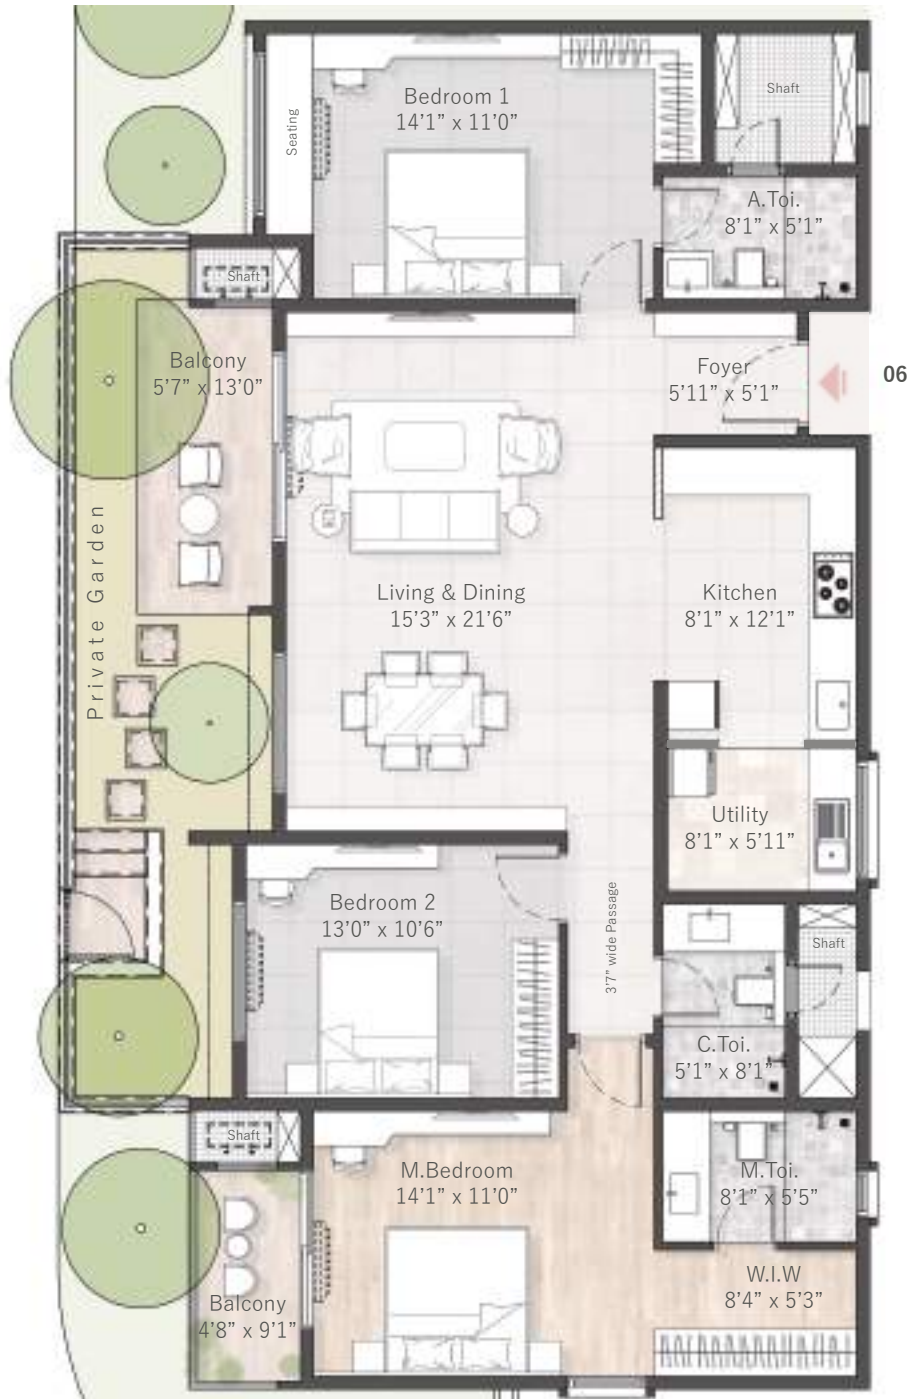 Bedroom 1
14'1" x 11'0"
Seating
Shaft
A.Toi.
8'1" x 5'1"
Shaft
Balcony
5'7" x 13'0"
Foyer
5'11" x 5'1"
06
Private Garden
Living & Dining
15'3" x 21'6"
Kitchen
8'1" x 12'1"
Utility
8'1" x 5'11"
Bedroom 2
13'0" x 10'6"
3'7" wide Passage
Shaft
C.Toi.
5'1" x 8'1"
Shaft
M.Bedroom
14'1" x 11'0"
M.Toi.
8'1" x 5'5"
W.I.W
8'4" x 5'3"
Balcony
4'8" x 9'1"